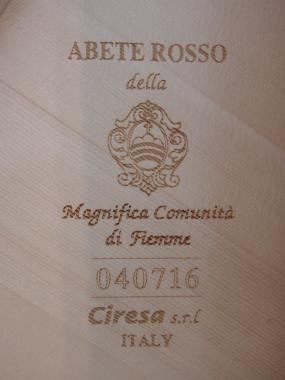 ABETE ROSSO
della
Magnifica Comunità
di Fiemme
040716
Ciresa s.r.l
ITALY